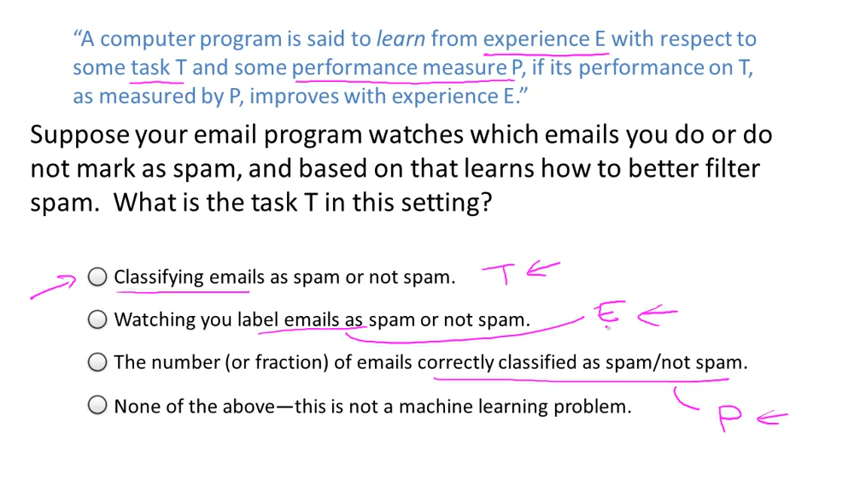 “A computer program is said to learn from experience E with respect to
some task T and some performance measure P, if its performance on T,
as measured by P, improves with experience E.”
Suppose your email program watches which emails you do or do
not mark as spam, and based on that learns how to better filter
spam.  What is the task T in this setting?
Classifying emails as spam or not spam. T
Watching you label emails as spam or not spam. E
The number (or fraction) of emails correctly classified as spam/not spam.
None of the above—this is not a machine learning problem. P